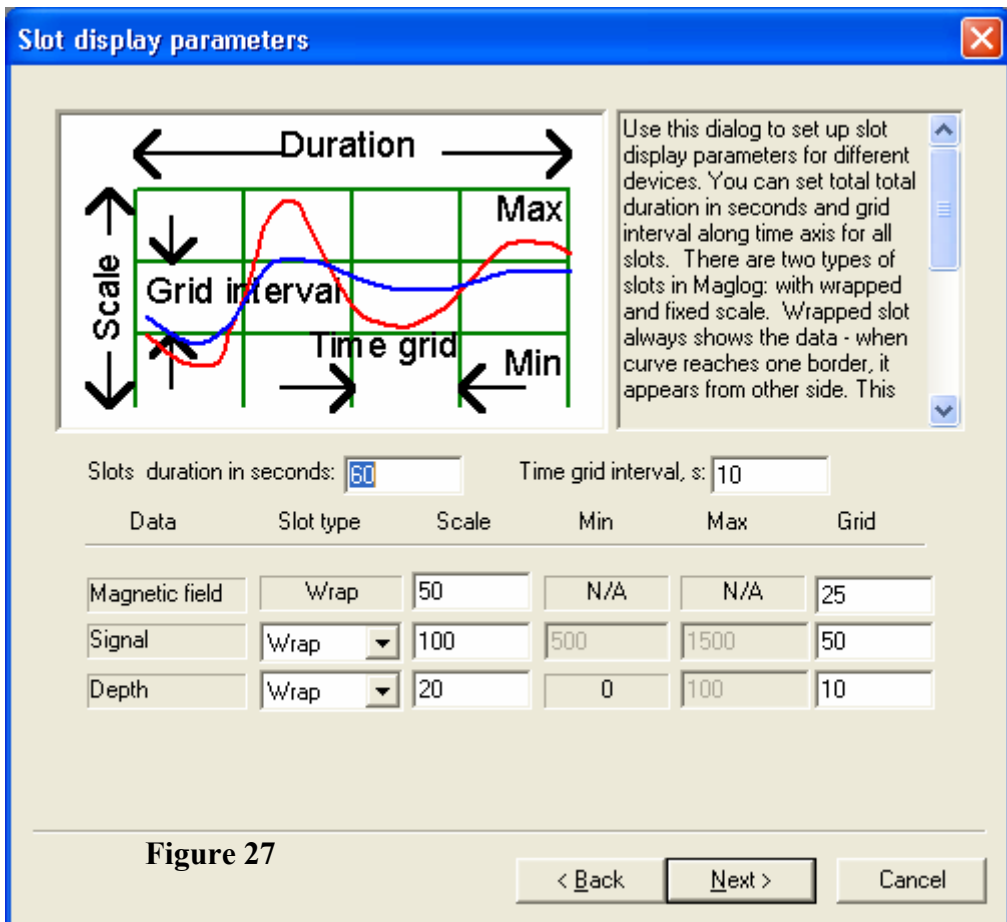 Slot display parameters
Duration
Max
Scale
Grid interval
Time grid
Min
Use this dialog to set up slot
display parameters for different
devices. You can set total total
duration in seconds and grid
interval along time axis for all
slots. There are two types of
slots in Maglog: with wrapped
and fixed scale. Wrapped slot
always shows the data - when
curve reaches one border, it
appears from other side. This
Slots duration in seconds: 60 Time grid interval, s: 10
Data Slot type Scale Min Max Grid
Magnetic field Wrap 50 N/A N/A 25
Signal Wrap 100 500 1500 50
Depth Wrap 20 0 100 10
Figure 27
< Back Next > Cancel